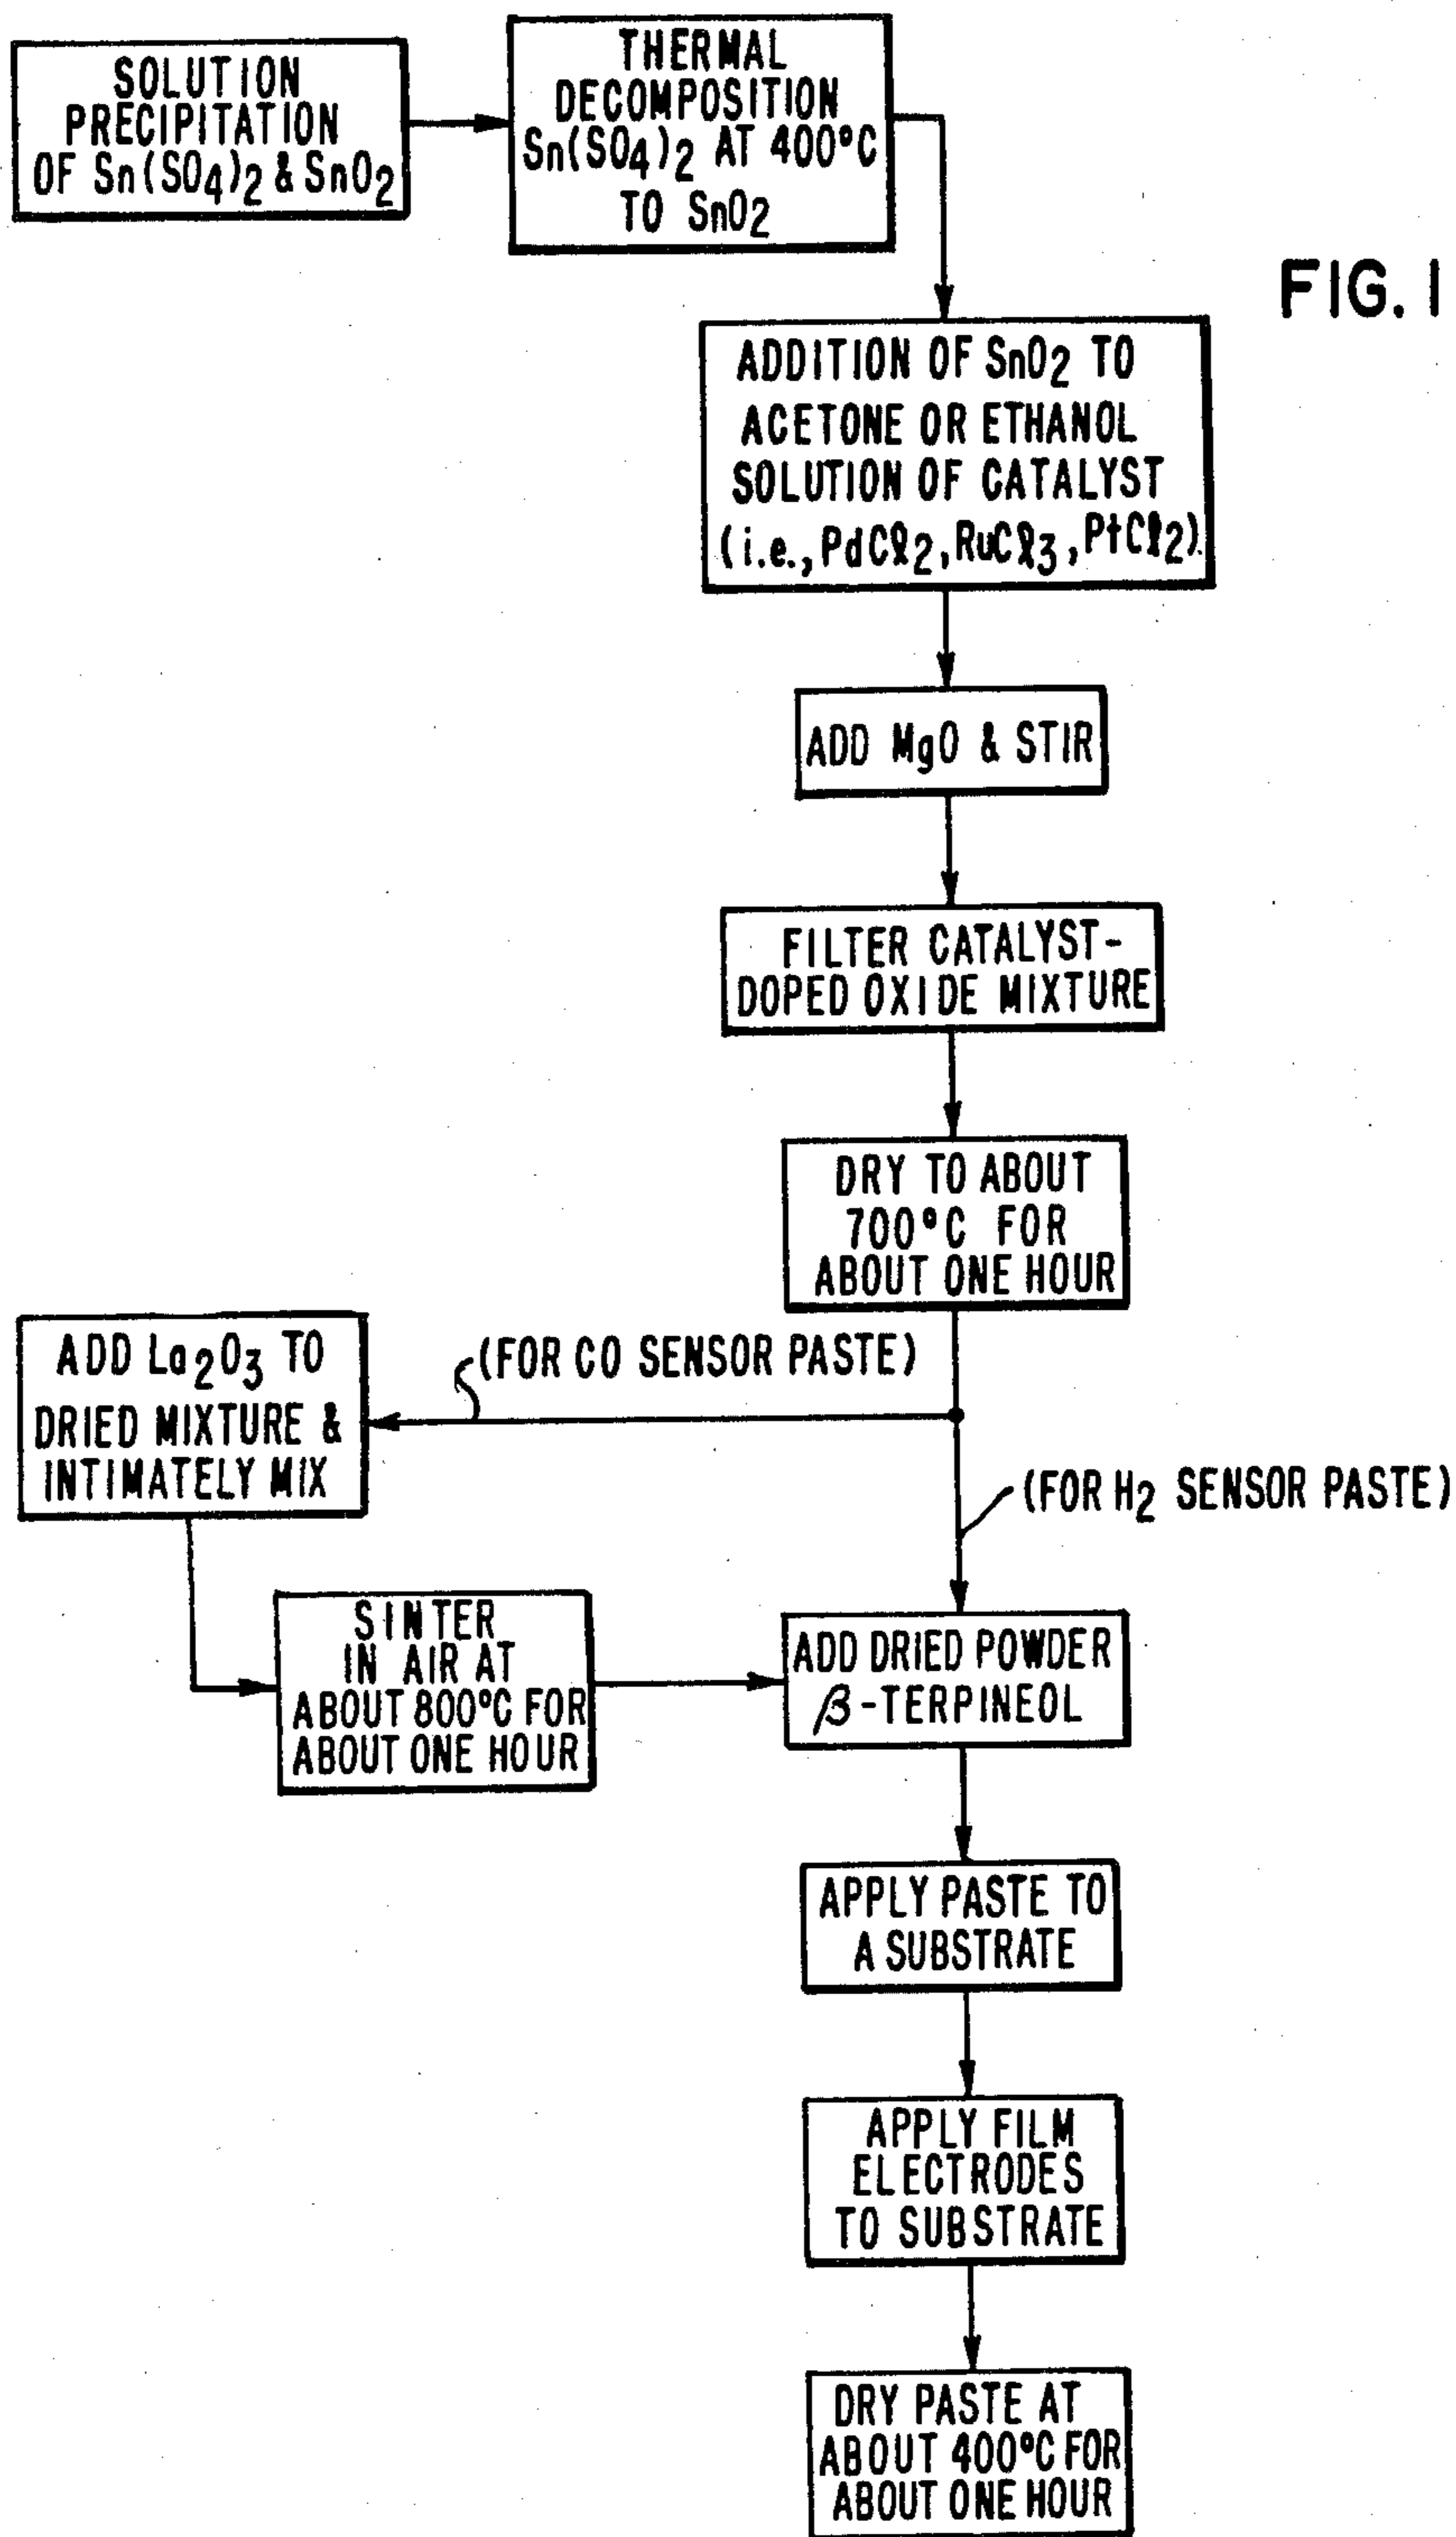 SOLUTION
PRECIPITATION
OF Sn(SO4)2 & SnO2
THERMAL
DECOMPOSITION
Sn(SO4)2 AT 400°C
TO SnO2
FIG. 1
ADDITION OF SnO2 TO
ACETONE OR ETHANOL
SOLUTION OF CATALYST
(i.e., PdCl2, RuCl3, PtCl2).
ADD MgO & STIR
FILTER CATALYST-
DOPED OXIDE MIXTURE
DRY TO ABOUT
700°C FOR
ABOUT ONE HOUR
(FOR CO SENSOR PASTE)
ADD La2O3 TO
DRIED MIXTURE &
INTIMATELY MIX
(FOR H2 SENSOR PASTE)
SINTER
IN AIR AT
ABOUT 800°C FOR
ABOUT ONE HOUR
ADD DRIED POWDER
β-TERPINEOL
APPLY PASTE TO
A SUBSTRATE
APPLY FILM
ELECTRODES
TO SUBSTRATE
DRY PASTE AT
ABOUT 400°C FOR
ABOUT ONE HOUR